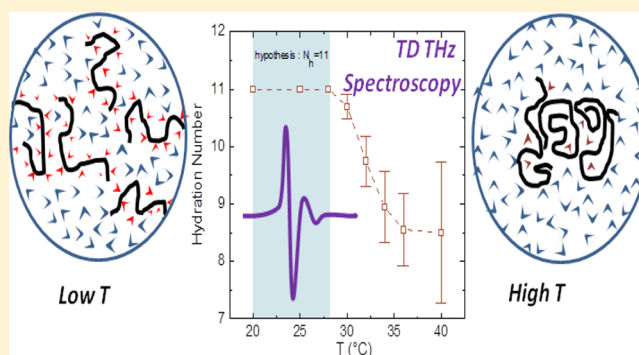 12
11
10
9
8
7
Hydration Number
hypothesis : N_h =11
TD THz
Spectroscopy
20 25 30 35 40
T (°C)
Low T
High T